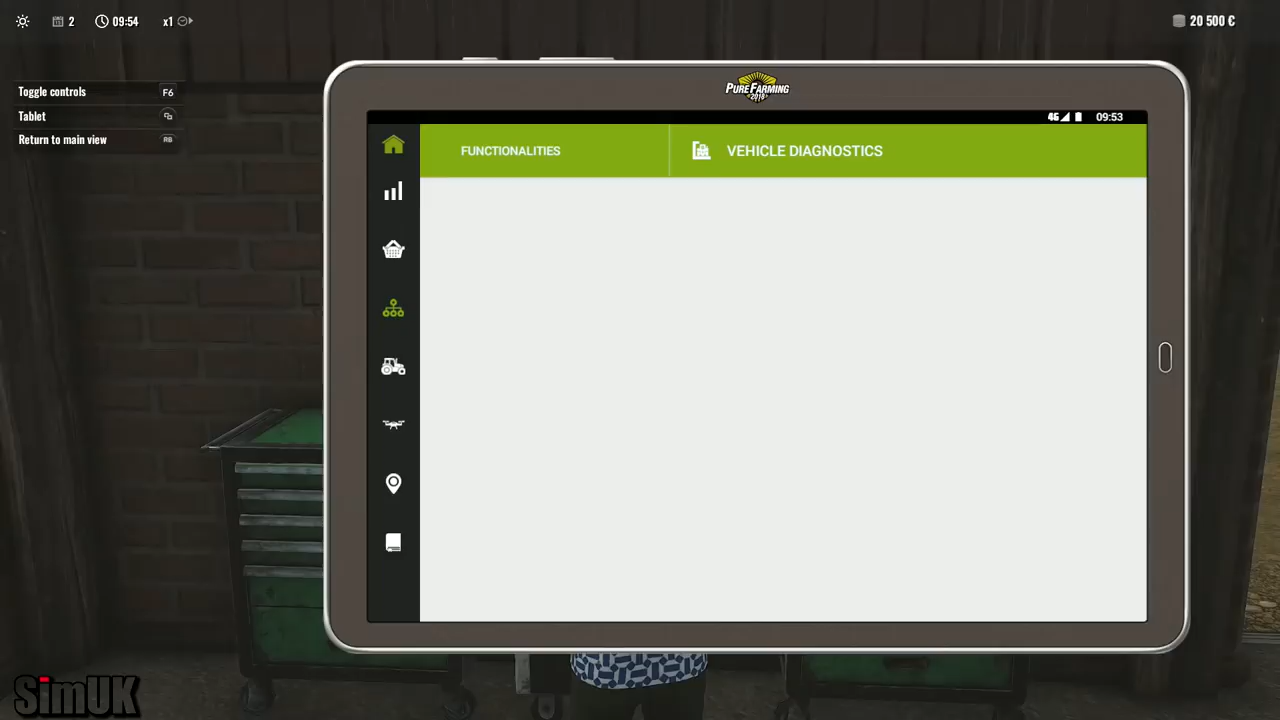 2 09:54 x1
20 500 €
Toggle controls F6
Tablet
Return to main view RB
PURE FARMING
2018
4G 09:53
FUNCTIONALITIES
VEHICLE DIAGNOSTICS
SimUK